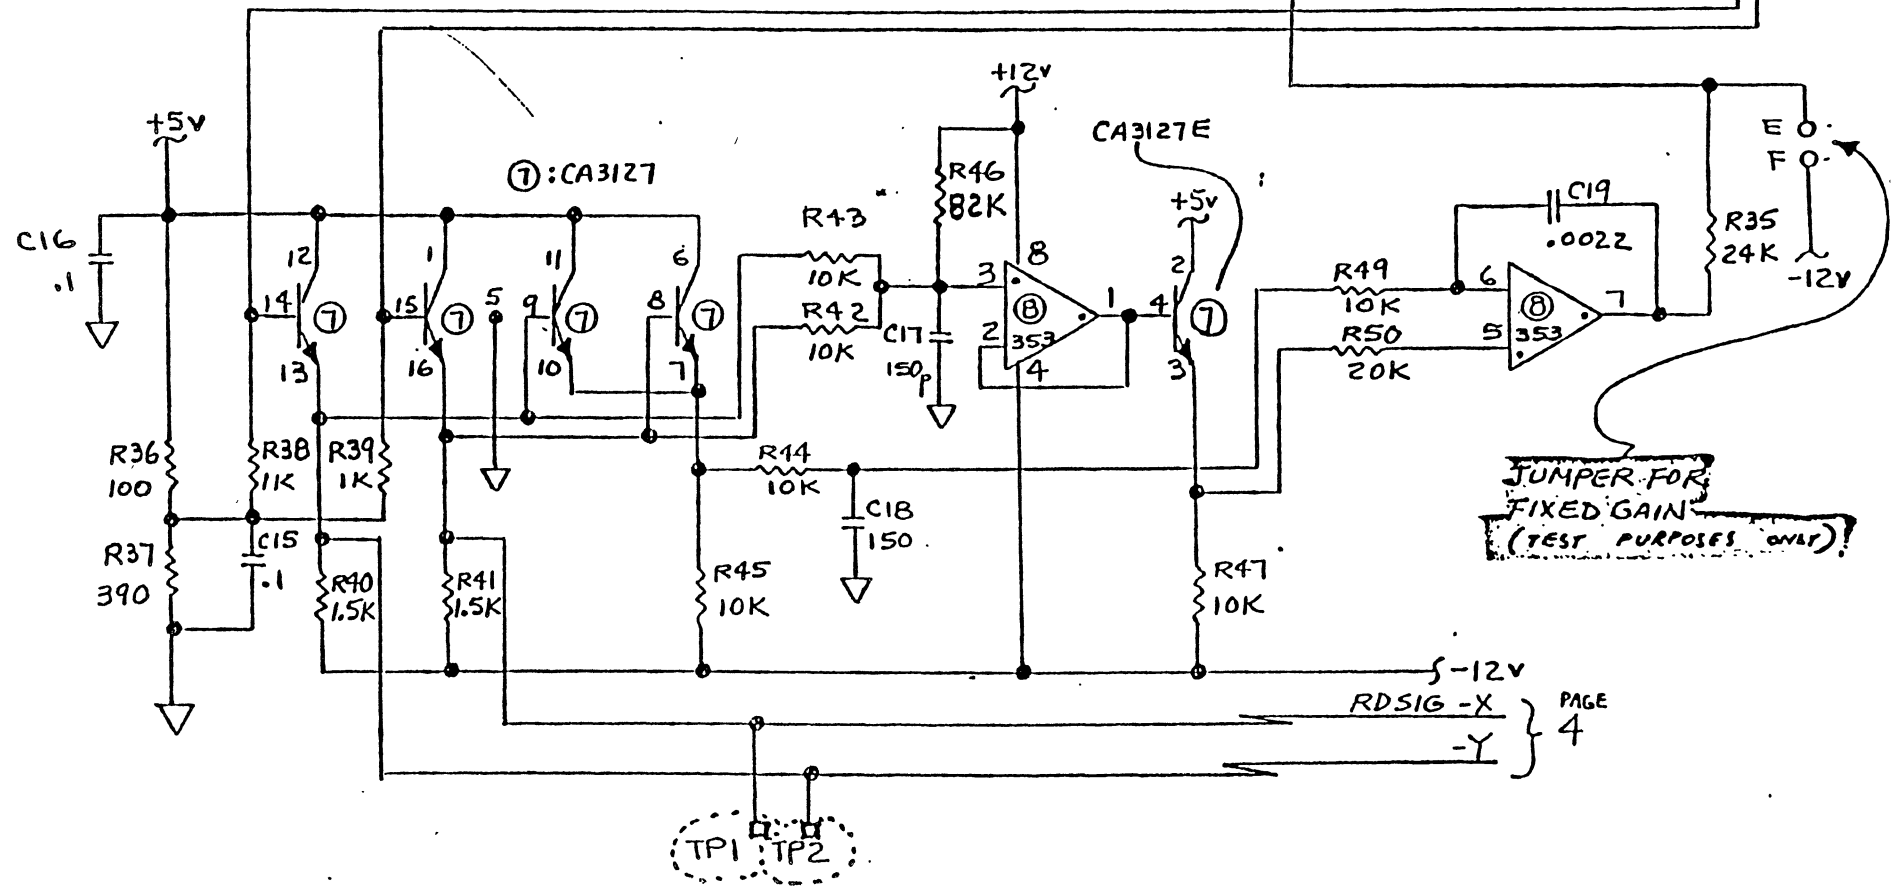 +12V
+5V
CA3127E
E
F
⑦:CA3127
R46
82K
+5V
C19
.0022
R43
10K
R35
24K
-12V
C16
.1
12
1
11
6
3
8
2
R49
10K
6
14
⑦
15
⑦
5
9
⑦
8
⑦
R42
10K
C17
150p
⑧
353
2
4
1
4
⑦
3
R50
20K
5
⑧
353
7
13
16
10
7
R36
100
R38
1K
R39
1K
R44
10K
JUMPER FOR
FIXED GAIN
(TEST PURPOSES ONLY)
C18
150
R37
390
C15
.1
R40
1.5K
R41
1.5K
R45
10K
R47
10K
-12V
RDSIG -X
-Y
PAGE
4
TP1
TP2